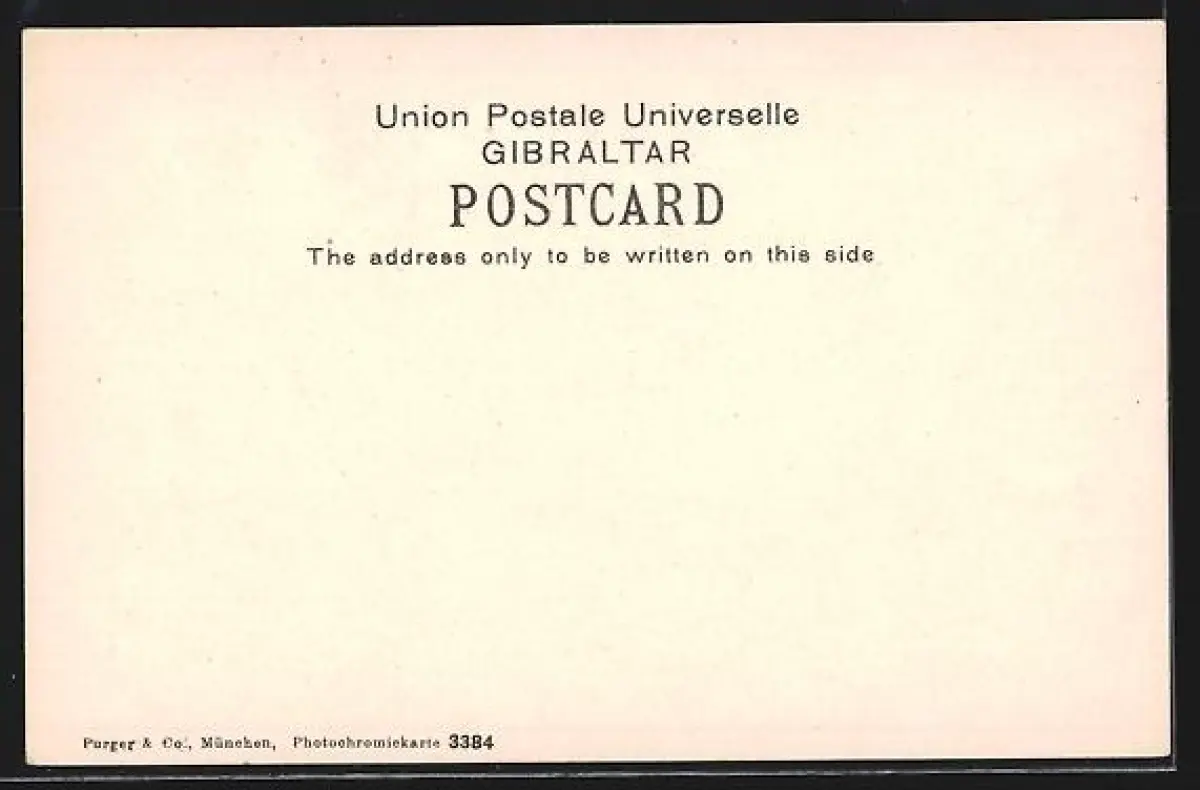 Union Postale Universelle
GIBRALTAR
POSTCARD
The address only to be written on this side
Purger & Co., München, Photochromiekarte 3384